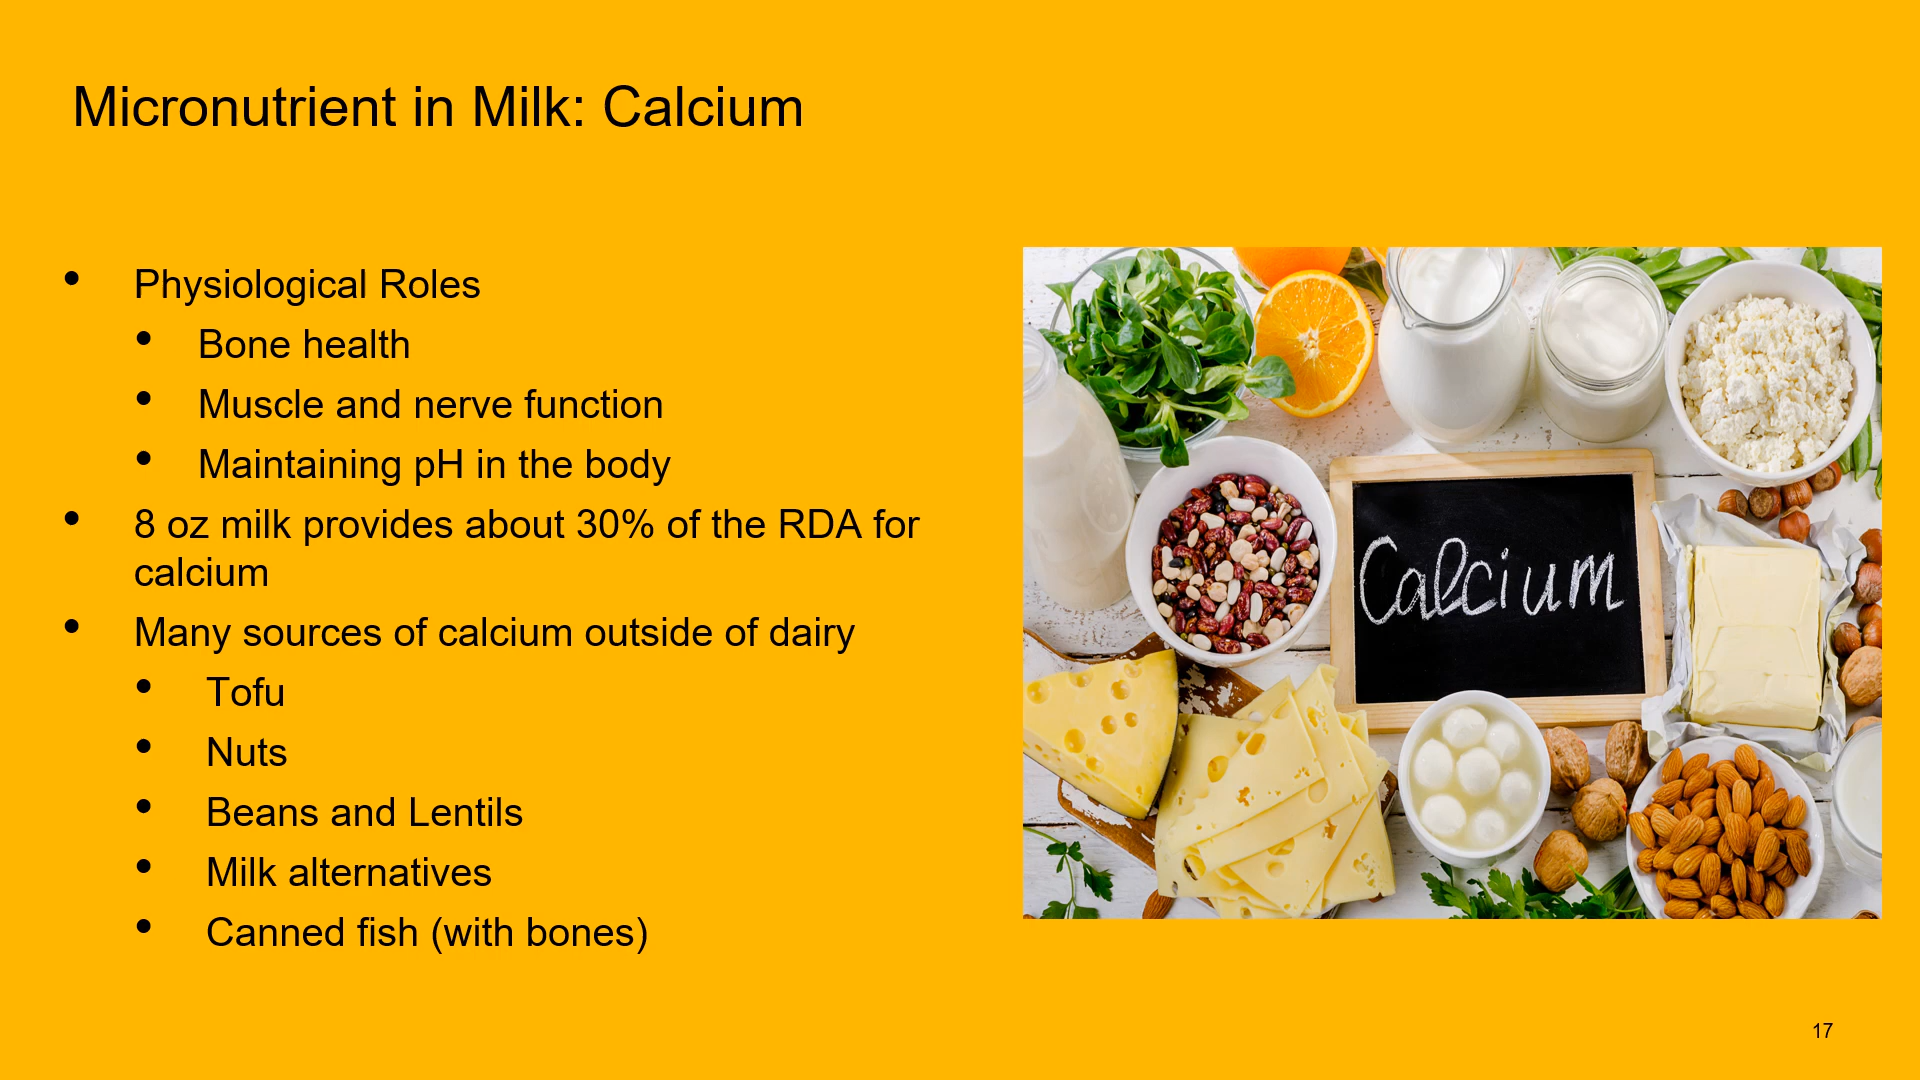 Micronutrient in Milk: Calcium
• Physiological Roles
• Bone health
• Muscle and nerve function
• Maintaining pH in the body
• 8 oz milk provides about 30% of the RDA for
calcium
• Many sources of calcium outside of dairy
• Tofu
• Nuts
• Beans and Lentils
• Milk alternatives
• Canned fish (with bones)
Calcium
17